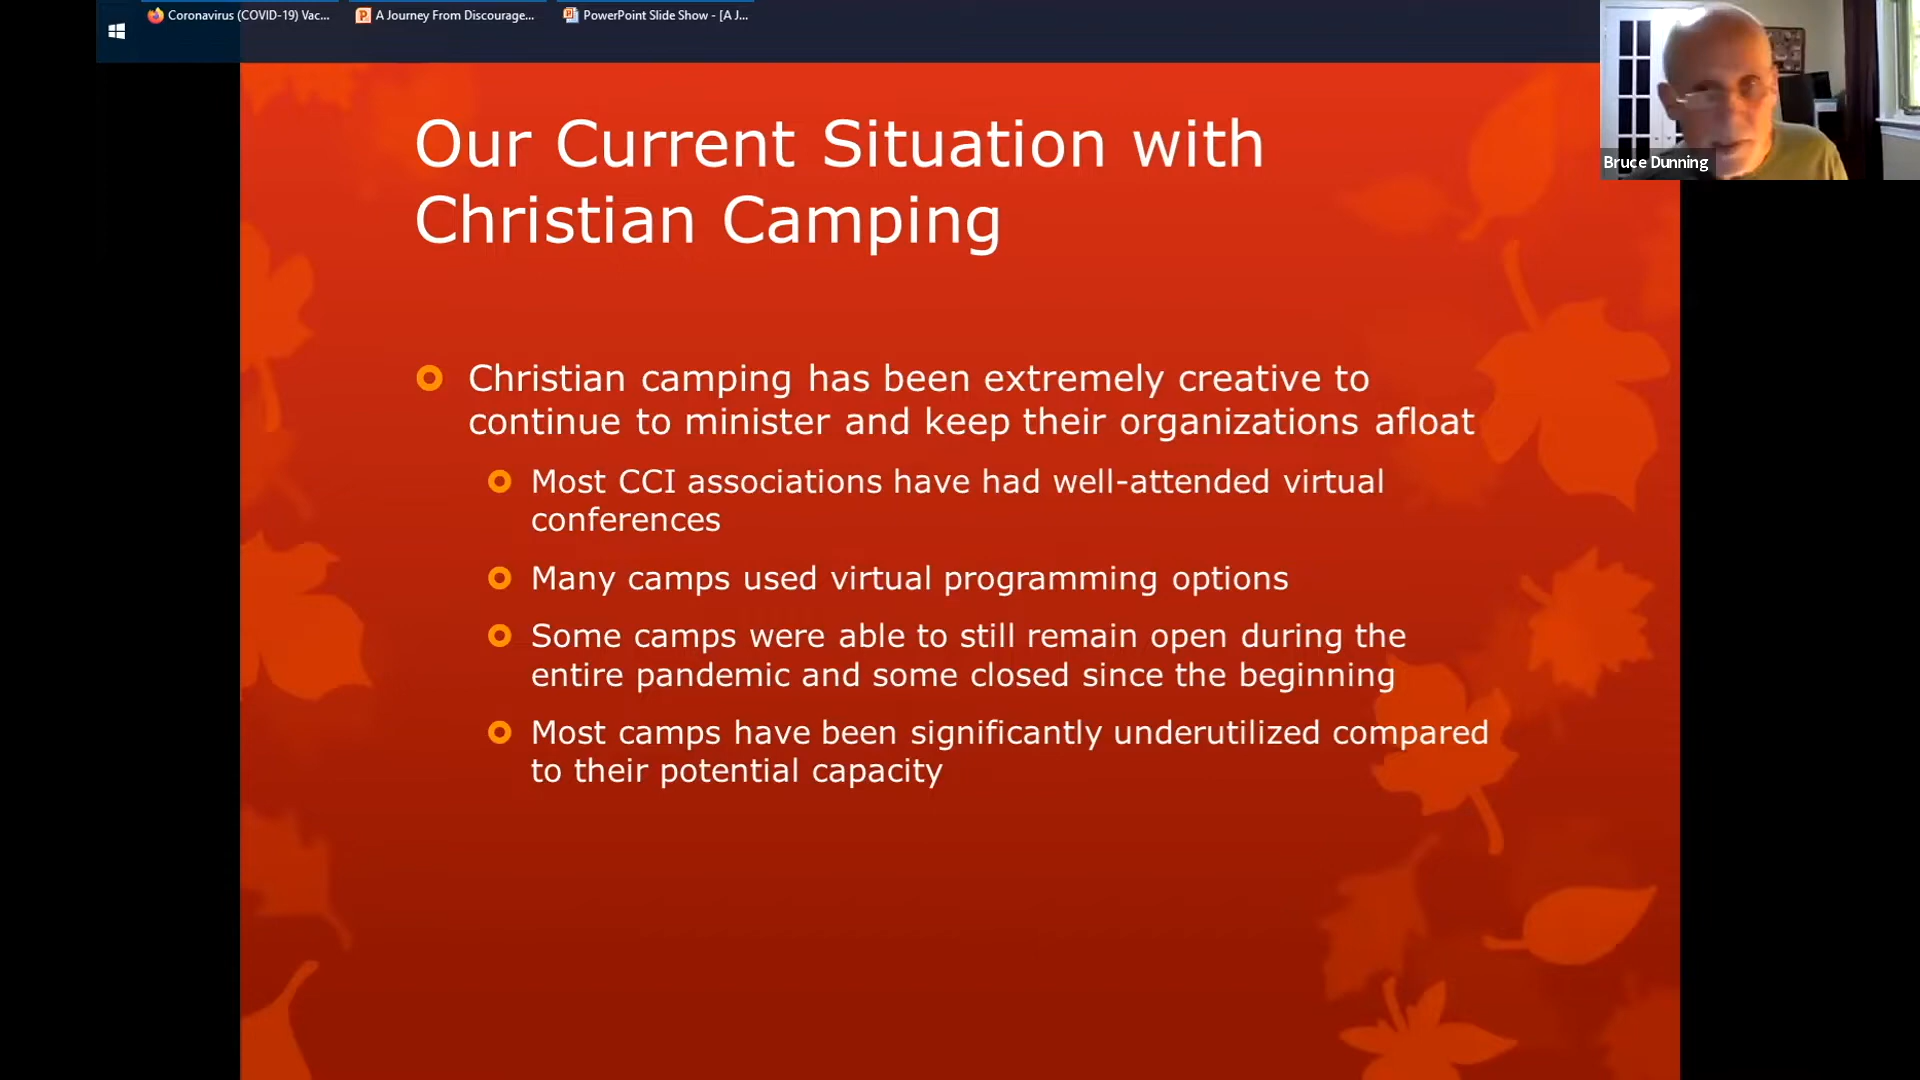 Coronavirus (COVID-19) Vac...
A Journey From Discourage...
PowerPoint Slide Show - [A J...
Bruce Dunning
Our Current Situation with
Christian Camping
Christian camping has been extremely creative to
continue to minister and keep their organizations afloat
Most CCI associations have had well-attended virtual
conferences
Many camps used virtual programming options
Some camps were able to still remain open during the
entire pandemic and some closed since the beginning
Most camps have been significantly underutilized compared
to their potential capacity